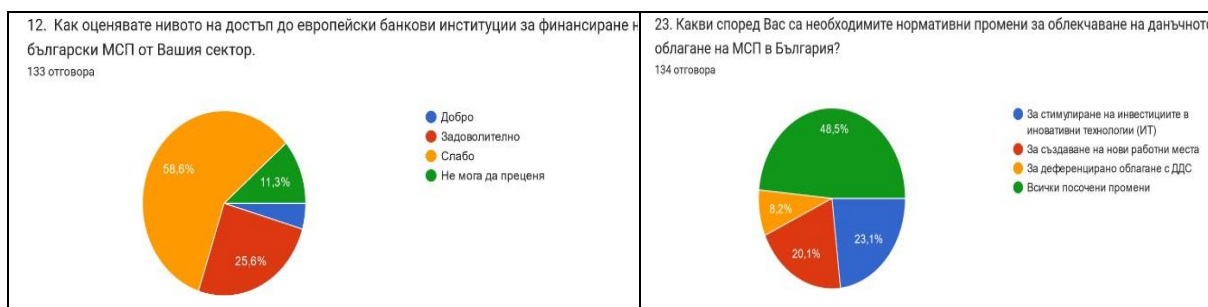 12. Как оценявате нивото на достъп до европейски банкови институции за финансиране
български МСП от Вашия сектор.
133 отговора
Добро
Задоволително
Слабо
Не мога да преценя
58,6%
11,3%
25,6%
23. Какви според Вас са необходимите нормативни промени за облекчаване на данъчното
облагане на МСП в България?
134 отговора
За стимулиране на инвестициите в
иновативни технологии (ИТ)
За създаване на нови работни места
За деференцирано облагане с ДДС
Всички посочени промени
48,5%
8,2%
20,1%
23,1%